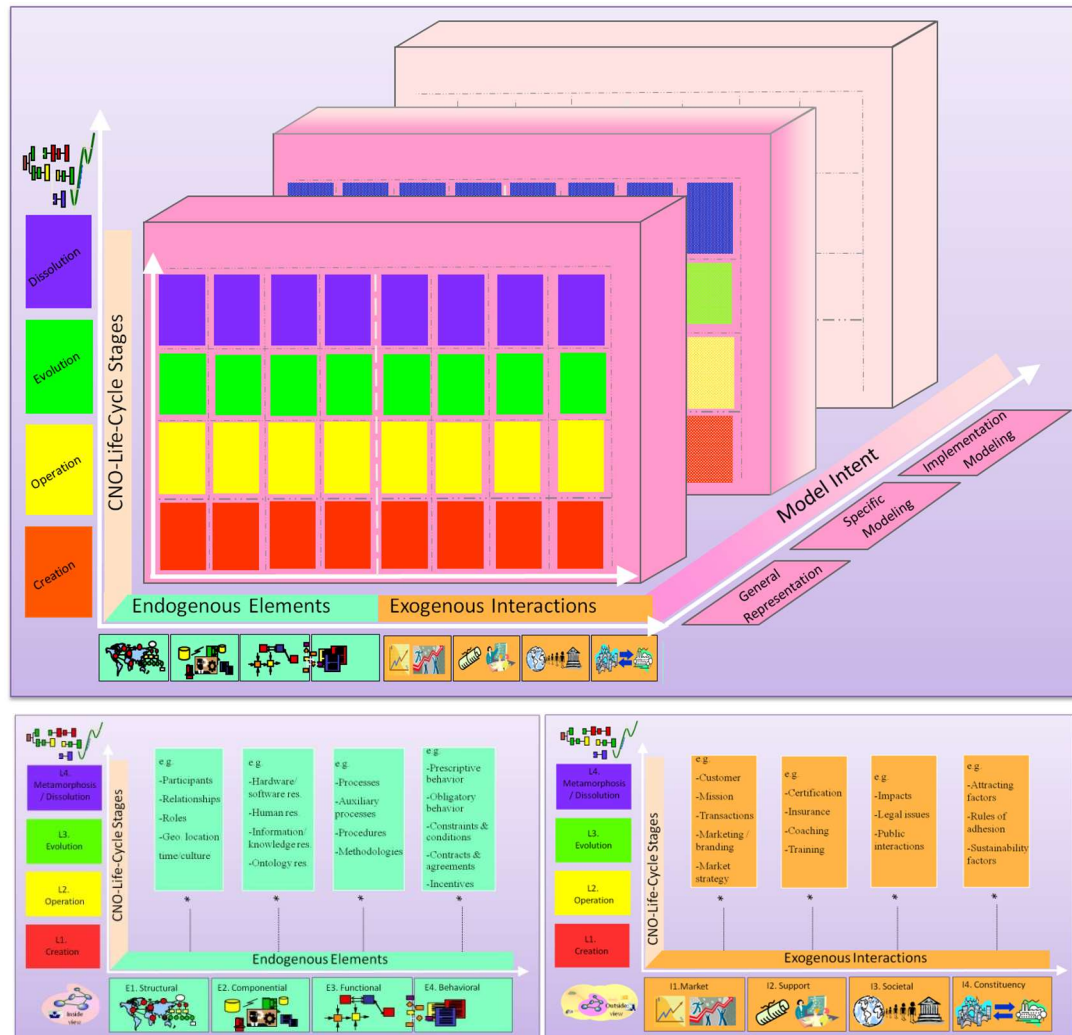 CNO-Life-Cycle Stages
Dissolution
Evolution
Operation
Creation
Endogenous Elements
Exogenous Interactions
Model Intent
Implementation
Modeling
Specific
Modeling
General
Representation
L4.
Metamorphosis
/ Dissolution
L3.
Evolution
L2.
Operation
L1.
Creation
CNO-Life-Cycle Stages
e.g.
-Participants
-Relationships
-Roles
-Geo location
time/culture
e.g.
-Hardware/
software res.
-Human res.
-Information/
knowledge res.
-Ontology res.
e.g.
-Processes
-Auxiliary
processes
-Procedures
-Methodologies
e.g.
-Prescriptive
behavior
-Obligatory
behavior
-Constraints &
conditions
-Contracts &
agreements
-Incentives
* * * *
Endogenous Elements
Inside
view
E1. Structural
E2. Componential
E3. Functional
E4. Behavioral
L4.
Metamorphosis
/ Dissolution
L3.
Evolution
L2.
Operation
L1.
Creation
CNO-Life-Cycle Stages
e.g.
-Customer
-Mission
-Transactions
-Marketing /
branding
-Market
strategy
e.g.
-Certification
-Insurance
-Coaching
-Training
e.g.
-Impacts
-Legal issues
-Public
interactions
e.g.
-Attracting
factors
-Rules of
adhesion
-Sustainability
factors
* * * *
Exogenous Interactions
Outside
view
I1.Market
I2. Support
I3. Societal
I4. Constituency